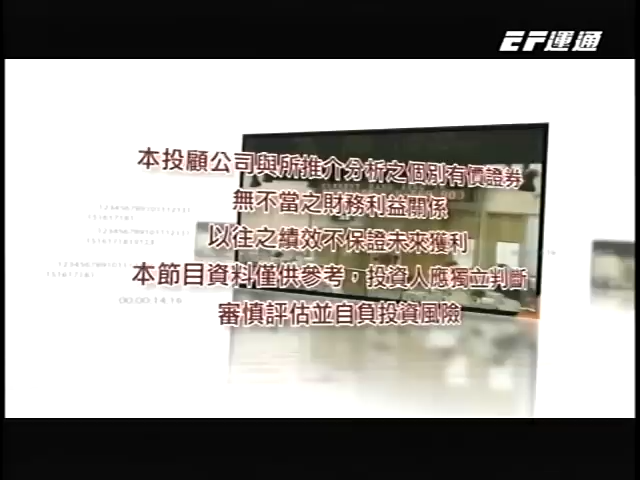 EF運通
本投顧公司與所推介分析之個別有價證券
無不當之財務利益關係
以往之績效不保證未來獲利
本節目資料僅供參考，投資人應獨立判斷
審慎評估並自負投資風險
00:00:14:16